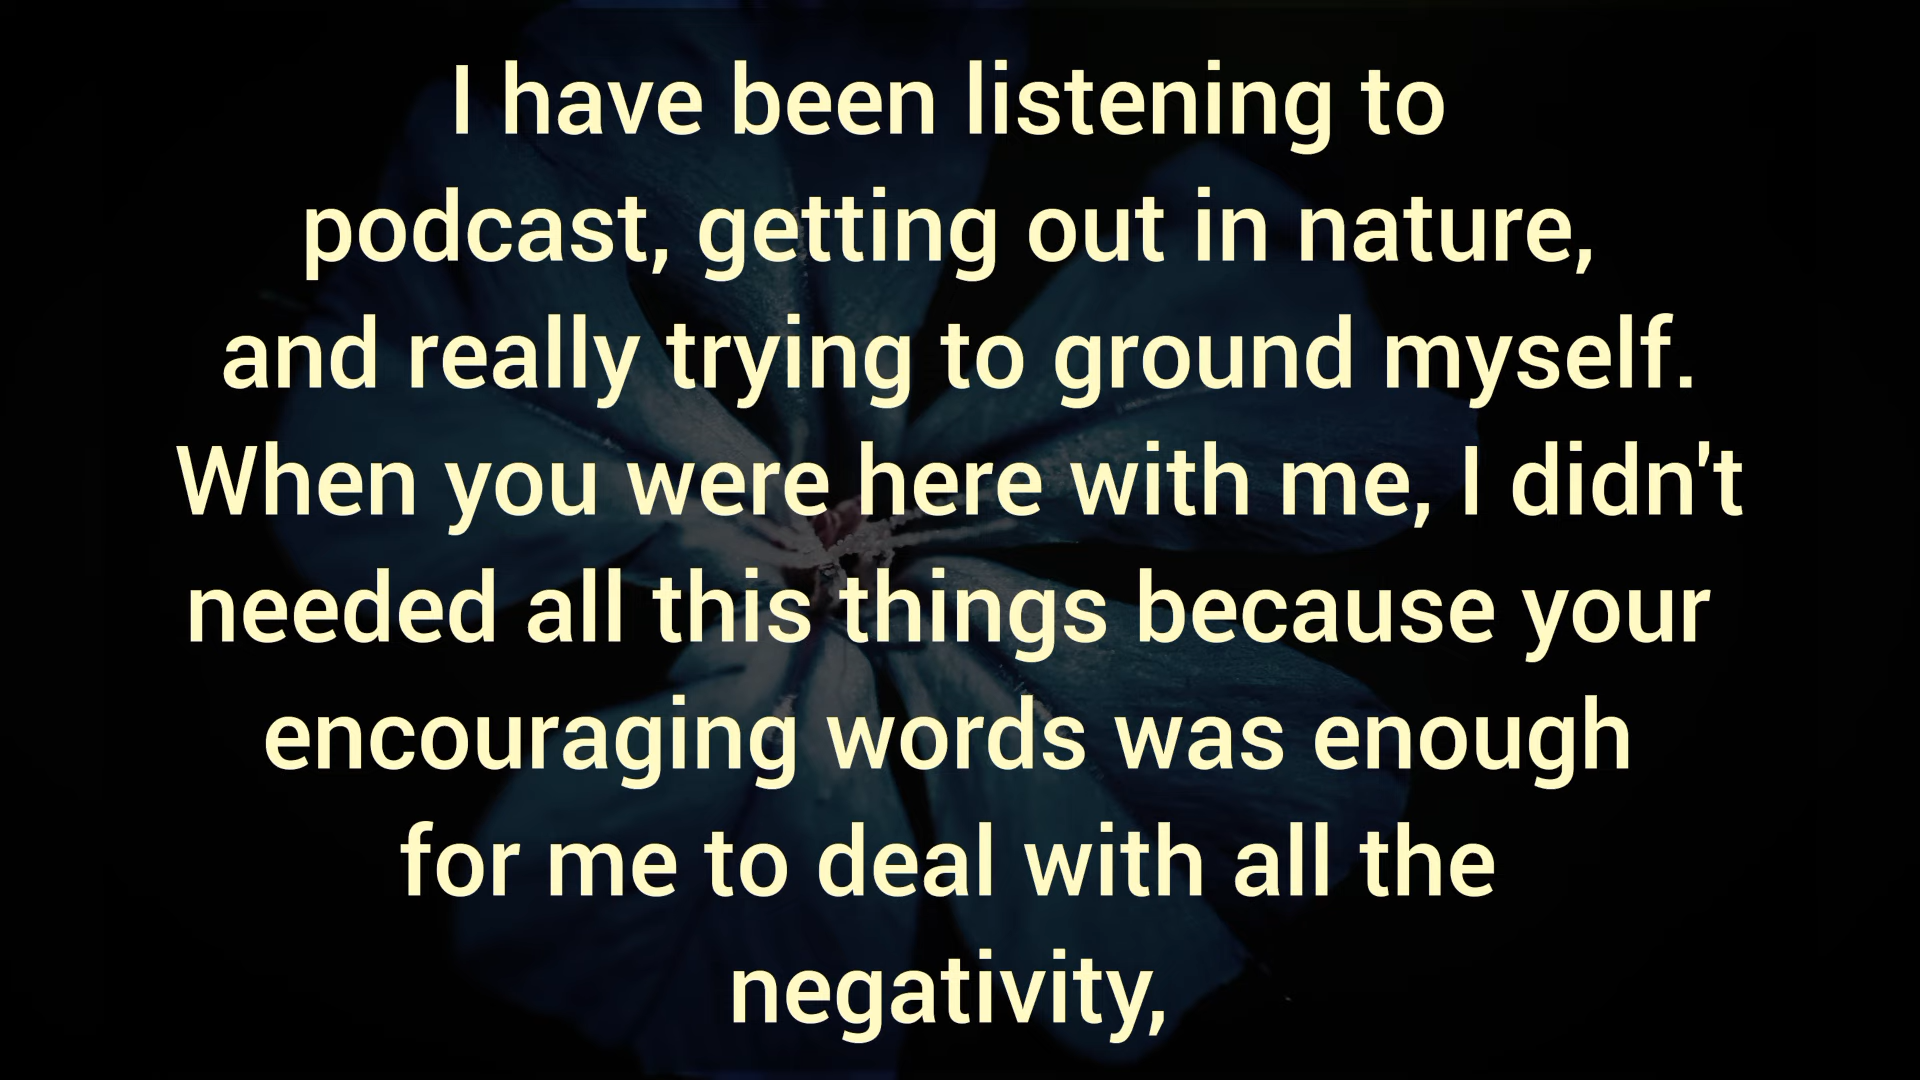 I have been listening to
podcast, getting out in nature,
and really trying to ground myself.
When you were here with me, I didn't
needed all this things because your
encouraging words was enough
for me to deal with all the
negativity,